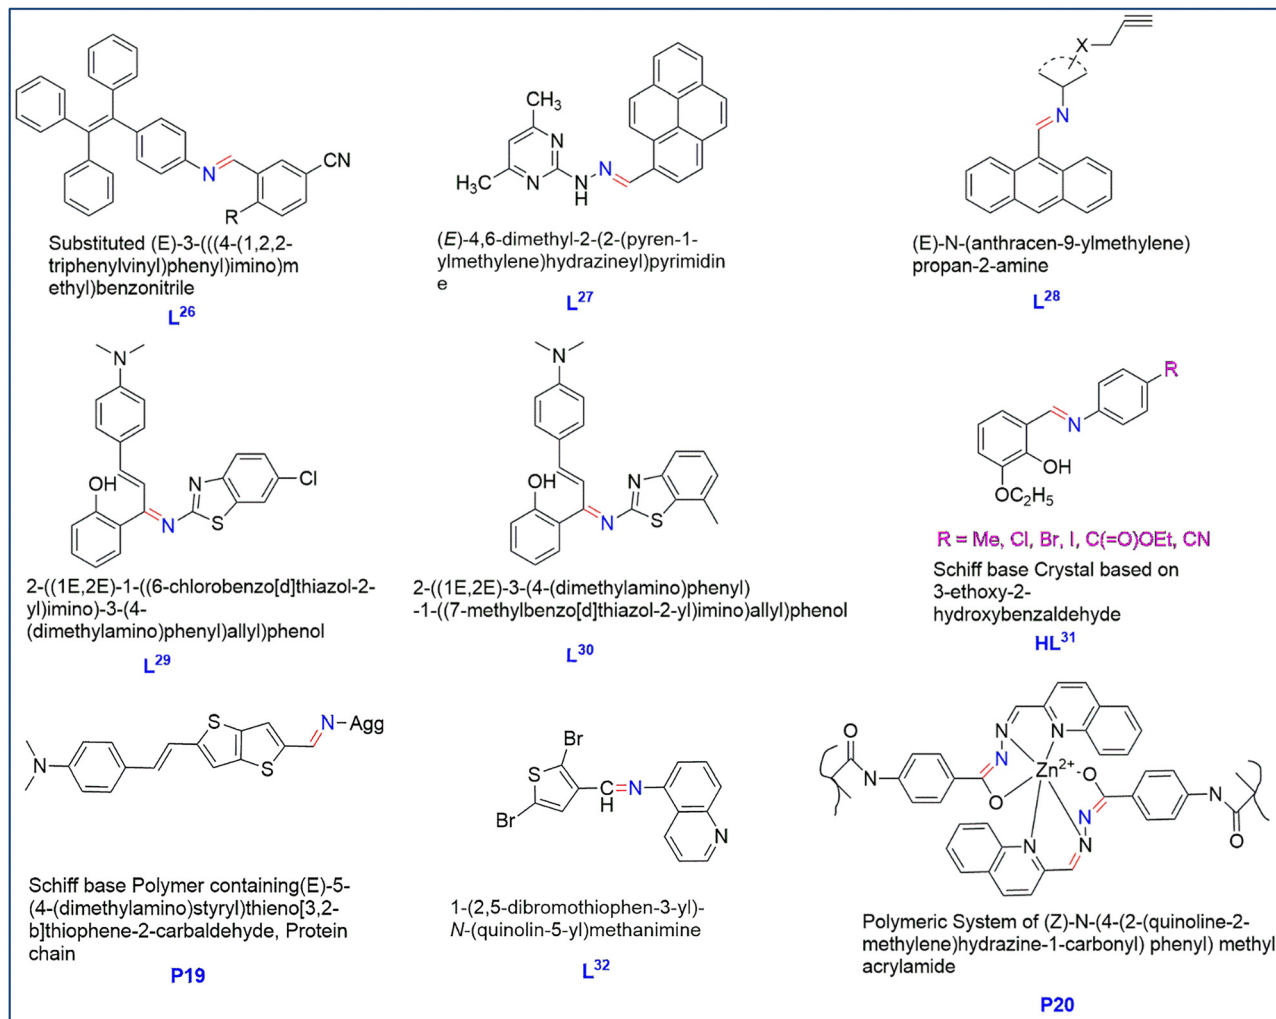 N
CN
R
Substituted (E)-3-(((4-(1,2,2-
triphenylvinyl)phenyl)imino)m
ethyl)benzonitrile
L26
CH3
N
H3C
N
N
H
N
(E)-4,6-dimethyl-2-(2-(pyren-1-
ylmethylene)hydrazineyl)pyrimidin
e
L27
X
N
(E)-N-(anthracen-9-ylmethylene)
propan-2-amine
L28
N
OH
N
Cl
N
S
2-((1E,2E)-1-((6-chlorobenzo[d]thiazol-2-
yl)imino)-3-(4-
(dimethylamino)phenyl)allyl)phenol
L29
N
OH
N
N
S
2-((1E,2E)-3-(4-(dimethylamino)phenyl)
-1-((7-methylbenzo[d]thiazol-2-yl)imino)allyl)phenol
L30
R
N
OH
OC2H5
R = Me, Cl, Br, I, C(=O)OEt, CN
Schiff base Crystal based on
3-ethoxy-2-
hydroxybenzaldehyde
HL31
S
N-Agg
S
N
Schiff base Polymer containing(E)-5-
(4-(dimethylamino)styryl)thieno[3,2-
b]thiophene-2-carbaldehyde, Protein
chain
P19
Br
S
C=N
H
Br
N
1-(2,5-dibromothiophen-3-yl)-
N-(quinolin-5-yl)methanimine
L32
O
N
H
N
N
N
Zn2+
O
O
N
N
N
N
H
O
Polymeric System of (Z)-N-(4-(2-(quinoline-2-
methylene)hydrazine-1-carbonyl) phenyl) methyl
acrylamide
P20